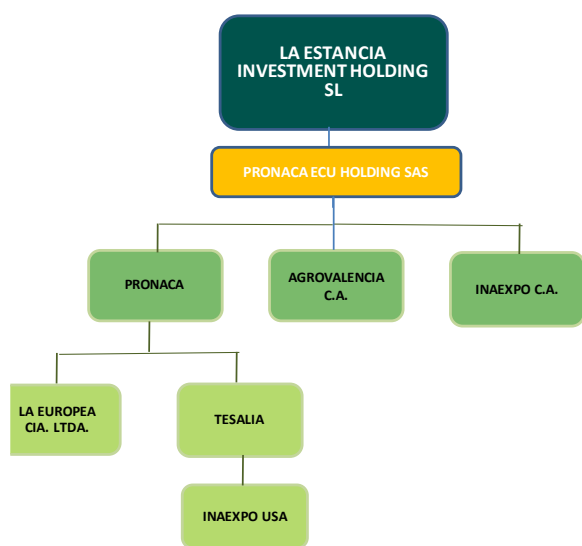 LA ESTANCIA
INVESTMENT HOLDING
SL
PRONACA ECU HOLDING SAS
PRONACA
AGROVALENCIA
C.A.
INAEXPO C.A.
LA EUROPEA
CIA. LTDA.
TESALIA
INAEXPO USA